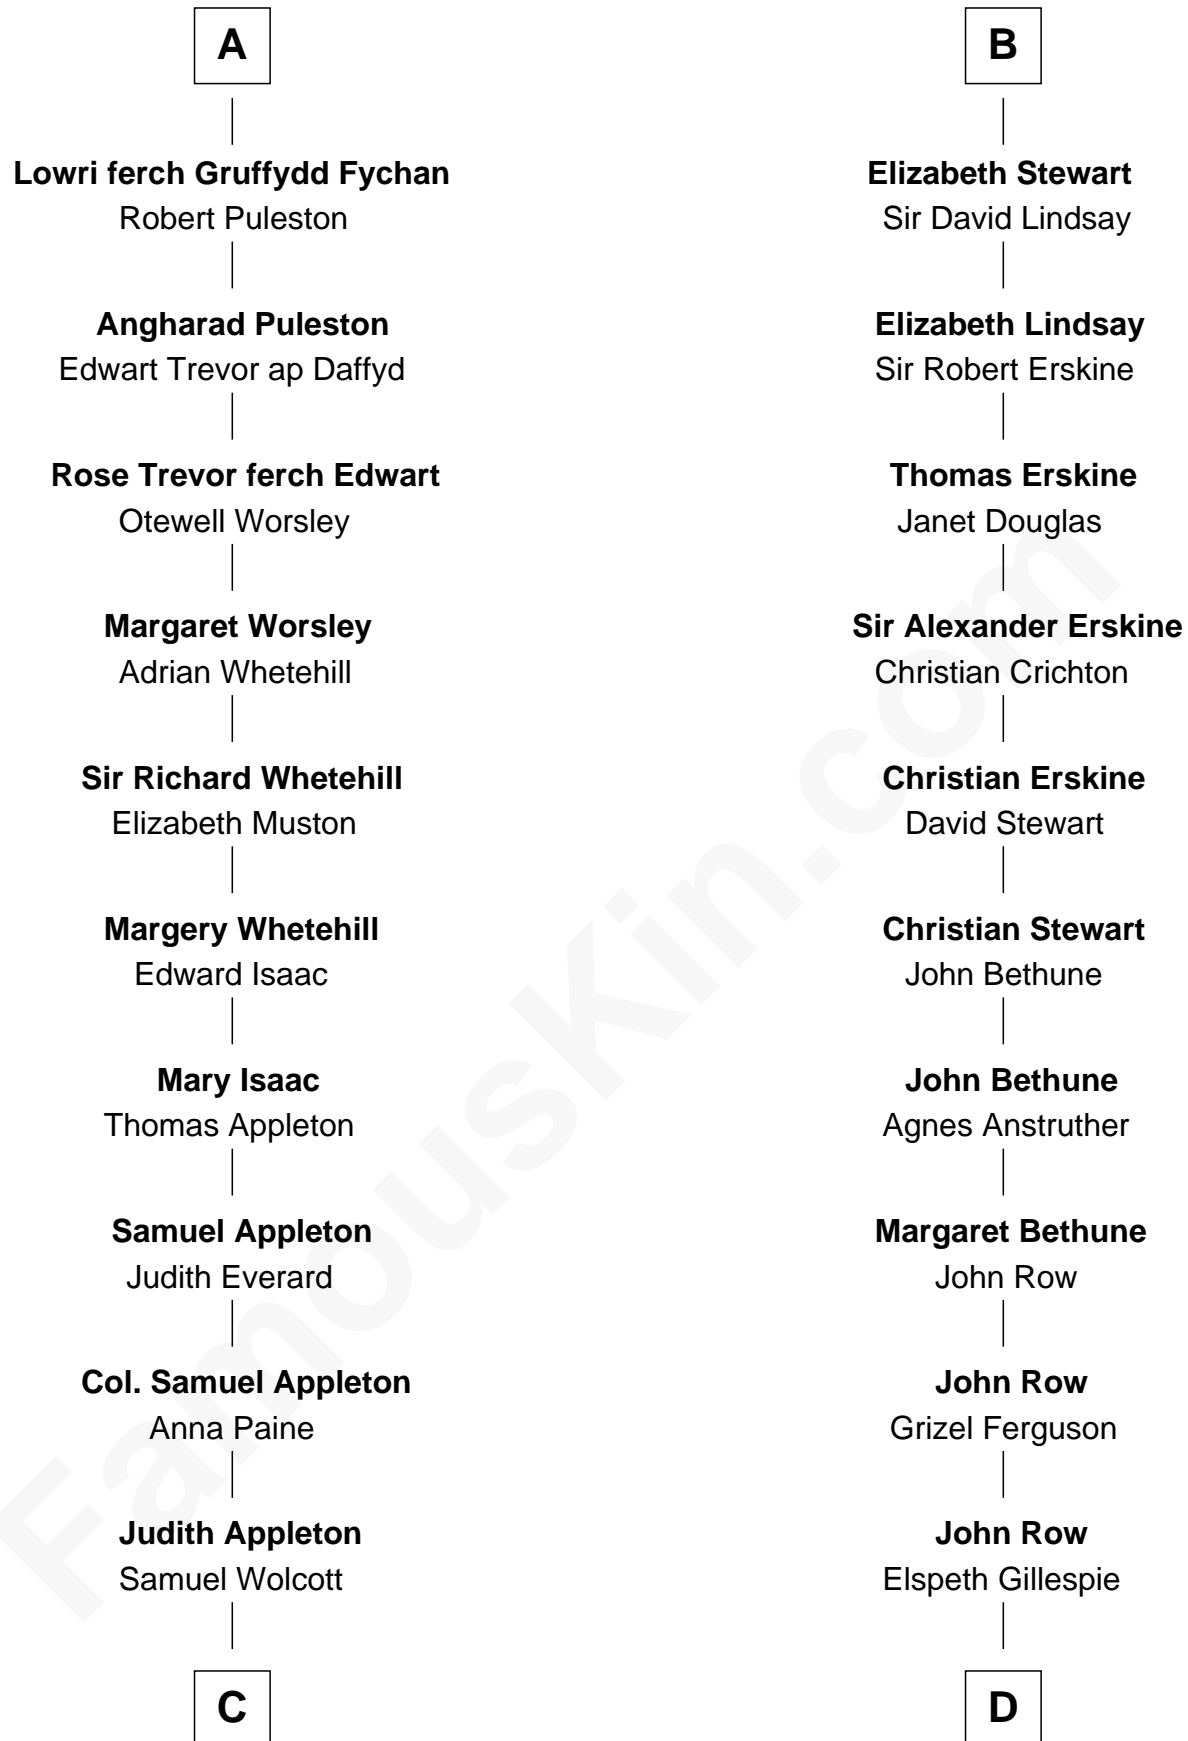 A
Lowri ferch Gruffydd Fychan
Robert Puleston
Angharad Puleston
Edwart Trevor ap Daffyd
Rose Trevor ferch Edwart
Otewell Worsley
Margaret Worsley
Adrian Whetehill
Sir Richard Whetehill
Elizabeth Muston
Margery Whetehill
Edward Isaac
Mary Isaac
Thomas Appleton
Samuel Appleton
Judith Everard
Col. Samuel Appleton
Anna Paine
Judith Appleton
Samuel Wolcott
C
B
Elizabeth Stewart
Sir David Lindsay
Elizabeth Lindsay
Sir Robert Erskine
Thomas Erskine
Janet Douglas
Sir Alexander Erskine
Christian Crichton
Christian Erskine
David Stewart
Christian Stewart
John Bethune
John Bethune
Agnes Anstruther
Margaret Bethune
John Row
John Row
Grizel Ferguson
John Row
Elspeth Gillespie
D
FamousKin.com